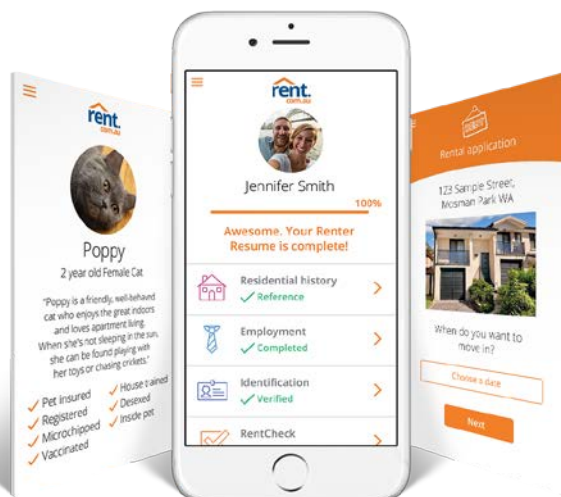 rent.
com.au
Poppy
2 year old Female Cat
"Poppy is a friendly, well-behaved
cat who enjoys the great indoors
and loves apartment living.
When she's not sleeping in the sun,
she can be found playing with
her toys or chasing crickets."
✓ Pet insured
✓ Registered
✓ Microchipped
✓ Vaccinated
✓ House trained
✓ Desexed
✓ Inside pet
rent.
com.au
Jennifer Smith
100%
Awesome. Your Renter
Resume is complete!
Residential history
✓ Reference
Employment
✓ Completed
Identification
✓ Verified
RentCheck
Rental application
123 Sample Street,
Mosman Park WA
When do you want to
move in?
Choose a date
Next